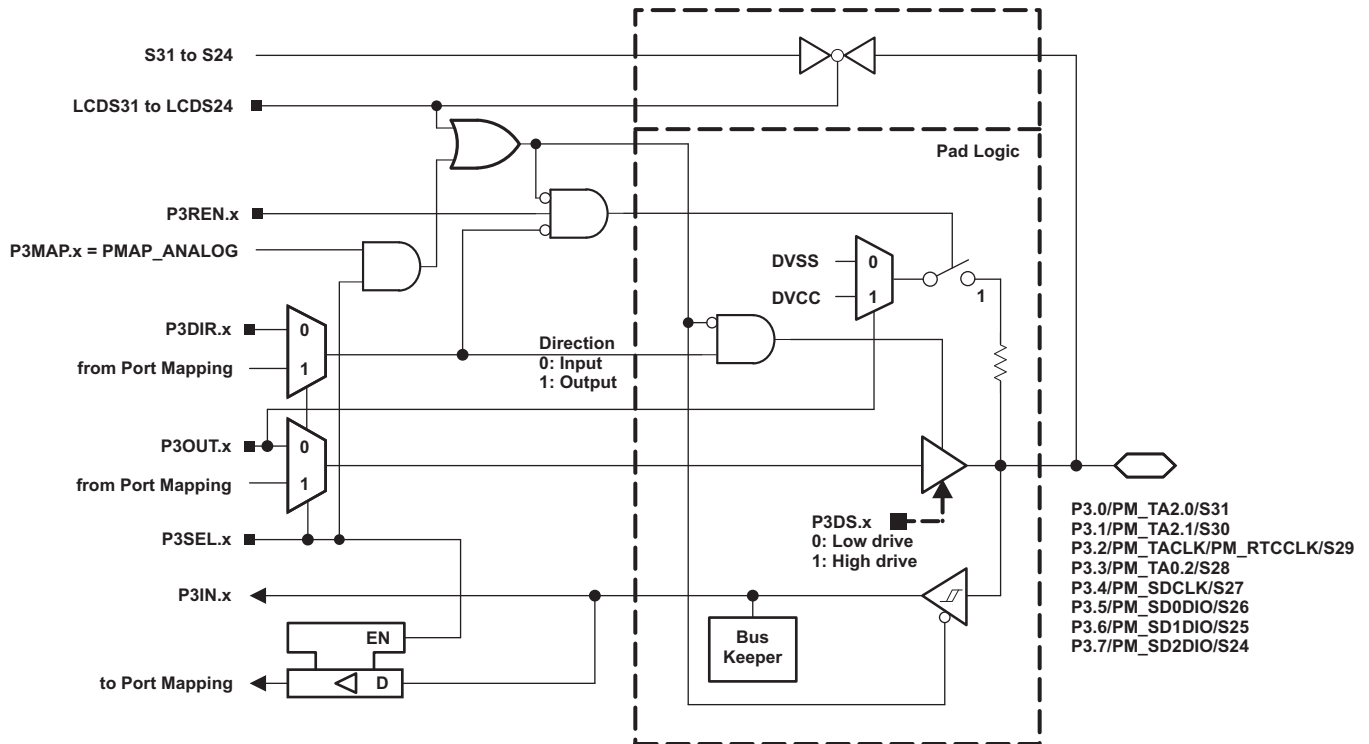 S31 to S24
LCDS31 to LCDS24
Pad Logic
P3REN.x
P3MAP.x = PMAP_ANALOG
DVSS
0
DVCC
1
1
P3DIR.x
0
from Port Mapping
1
Direction
0: Input
1: Output
P3OUT.x
0
from Port Mapping
1
P3SEL.x
P3DS.x
0: Low drive
1: High drive
P3.0/PM_TA2.0/S31
P3.1/PM_TA2.1/S30
P3.2/PM_TACLK/PM_RTCCLK/S29
P3.3/PM_TA0.2/S28
P3.4/PM_SDCLK/S27
P3.5/PM_SD0DIO/S26
P3.6/PM_SD1DIO/S25
P3.7/PM_SD2DIO/S24
P3IN.x
Bus
Keeper
EN
to Port Mapping
D